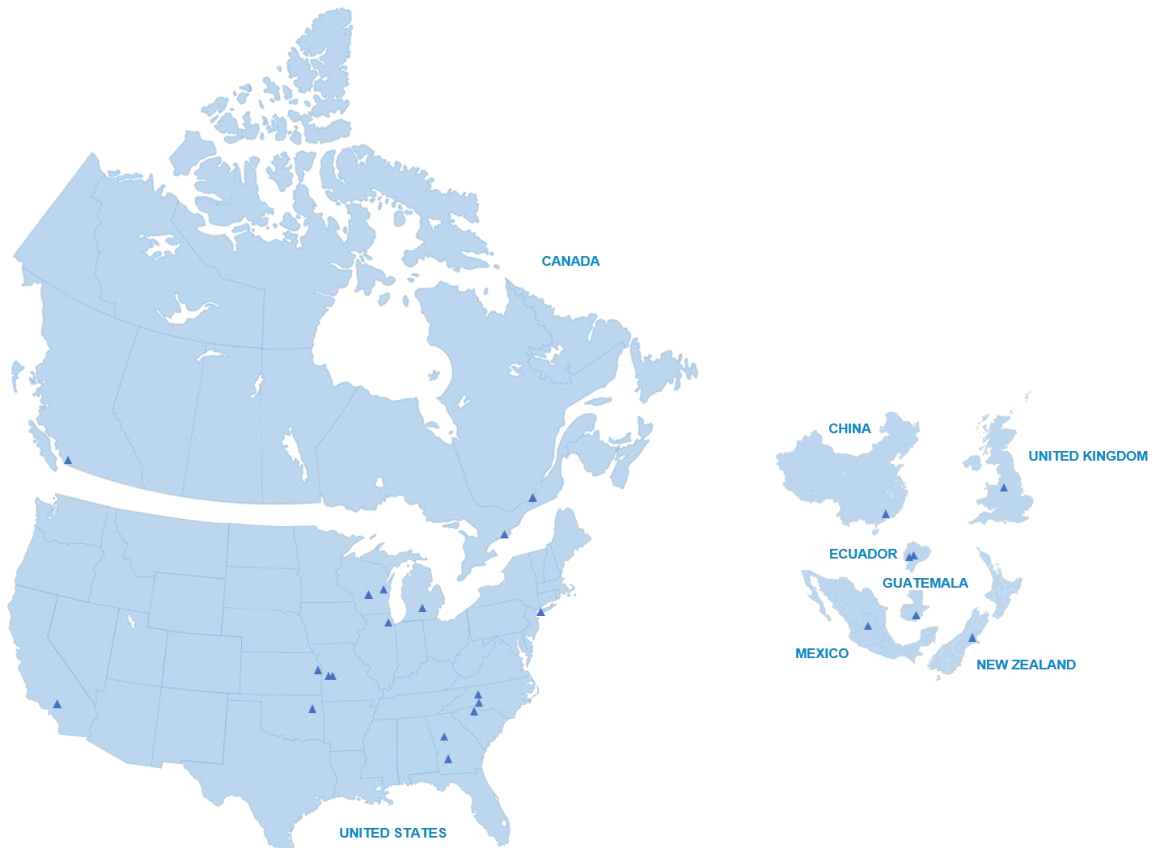 CANADA
CHINA
UNITED KINGDOM
ECUADOR
GUATEMALA
MEXICO
NEW ZEALAND
UNITED STATES